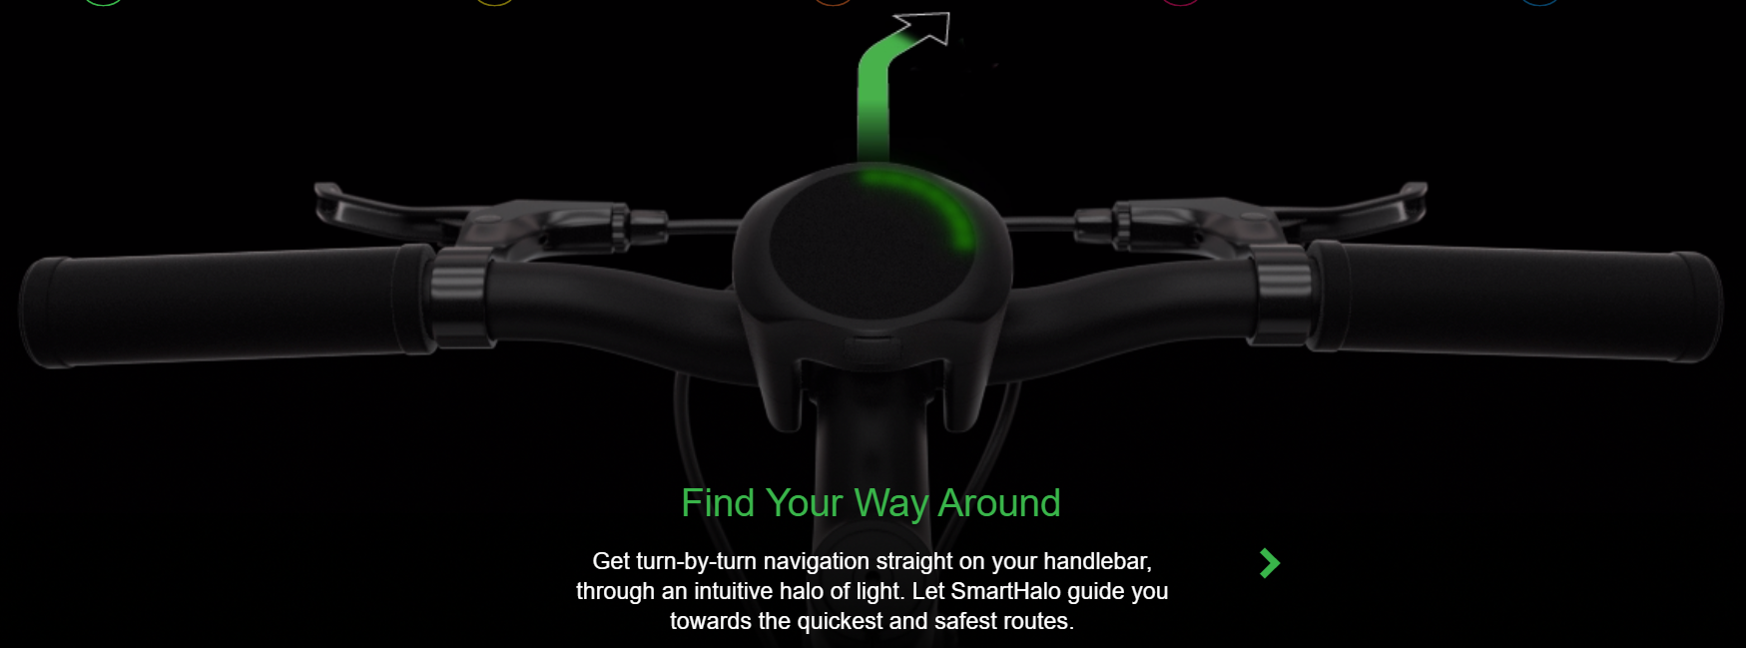 Find Your Way Around
Get turn-by-turn navigation straight on your handlebar,
through an intuitive halo of light. Let SmartHalo guide you
towards the quickest and safest routes.